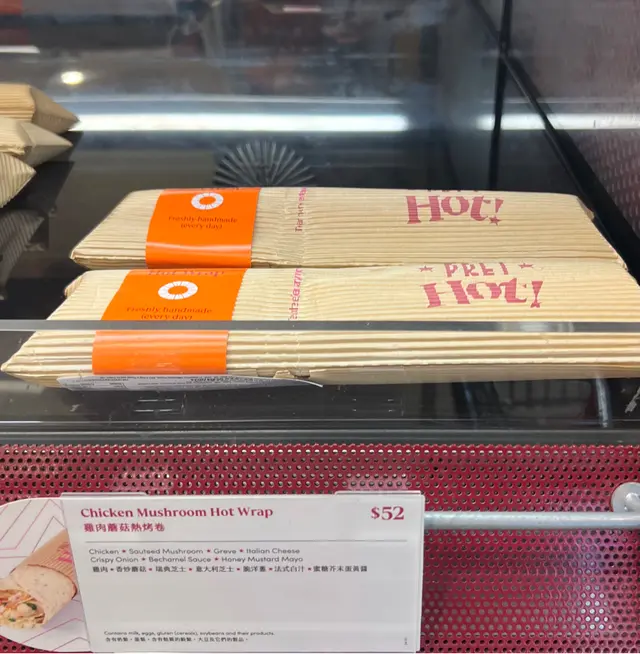 Hot!
Freshly handmade
(every day)
Hot Wrap
PRET
Hot!
Freshly handmade
(every day)
Chicken Mushroom Hot Wrap
$52
雞肉蘑菇熱烤卷
Chicken • Sauteed Mushroom • Greve • Italian Cheese
Crispy Onion • Bechamel Sauce • Honey Mustard Mayo
雞肉 • 香炒蘑菇 • 瑞典芝士 • 意大利芝士 • 脆洋蔥 • 法式白汁 • 蜜糖芥末蛋黃醬
Contains milk, eggs, gluten (cereals), soybeans and their products.